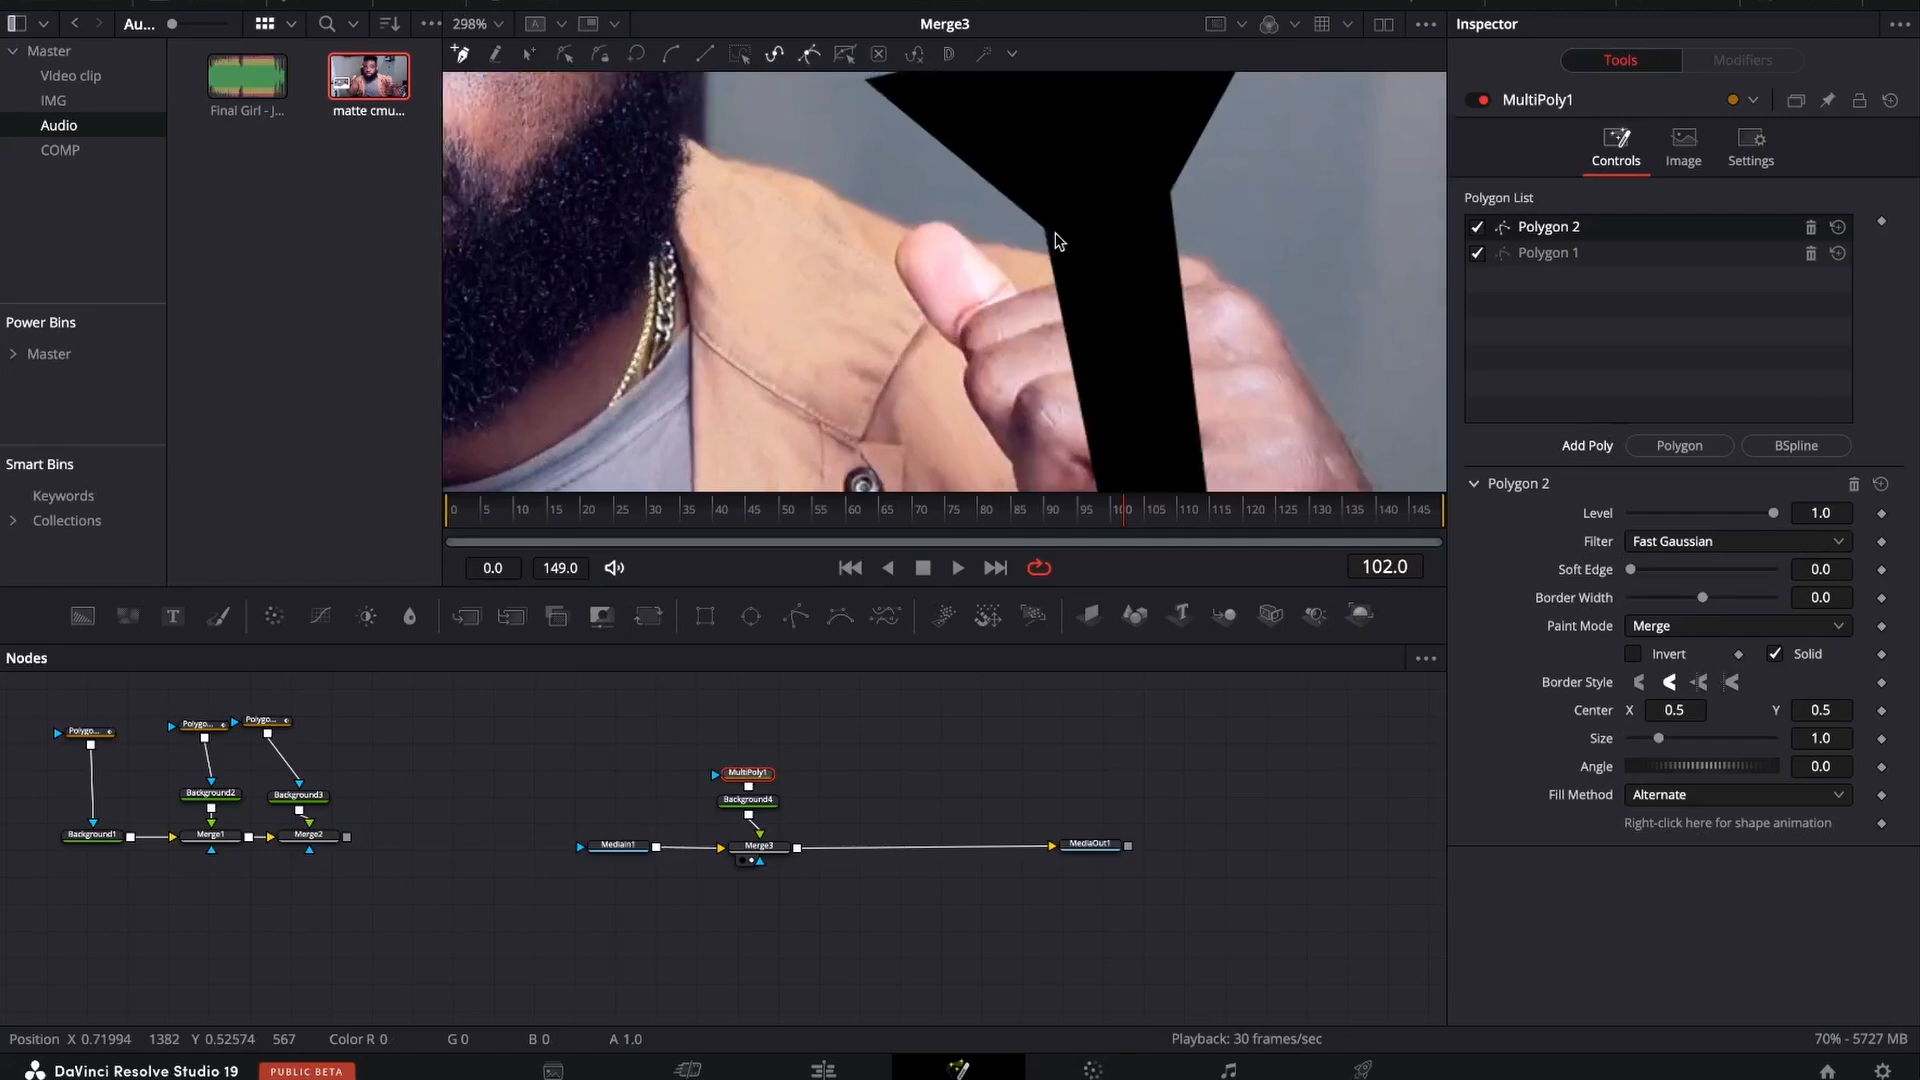 Au...
298%
A
Merge3
Inspector
Master
Video clip
IMG
Audio
COMP
Final Girl - J...
matte cmu...
Tools
Modifiers
MultiPoly1
Controls
Image
Settings
Polygon List
Polygon 2
Polygon 1
Add Poly
Polygon
BSpline
Power Bins
Master
Smart Bins
Keywords
Collections
0 5 10 15 20 25 30 35 40 45 50 55 60 65 70 75 80 85 90 95 100 105 110 115 120 125 130 135 140 145
0.0
149.0
102.0
Polygon 2
Level 1.0
Filter Fast Gaussian
Soft Edge 0.0
Border Width 0.0
Paint Mode Merge
Invert
Solid
Border Style
Center X 0.5 Y 0.5
Size 1.0
Angle 0.0
Fill Method Alternate
Right-click here for shape animation
T
T
Nodes
Polygo...
Polygo...
Polygo...
Background2
Background3
Background1
Merge1
Merge2
MultiPoly1
Background4
MediaIn1
Merge3
MediaOut1
Position X 0.71994 1382 Y 0.52574 567 Color R 0 G 0 B 0 A 1.0
Playback: 30 frames/sec
70% - 5727 MB
DaVinci Resolve Studio 19
PUBLIC BETA